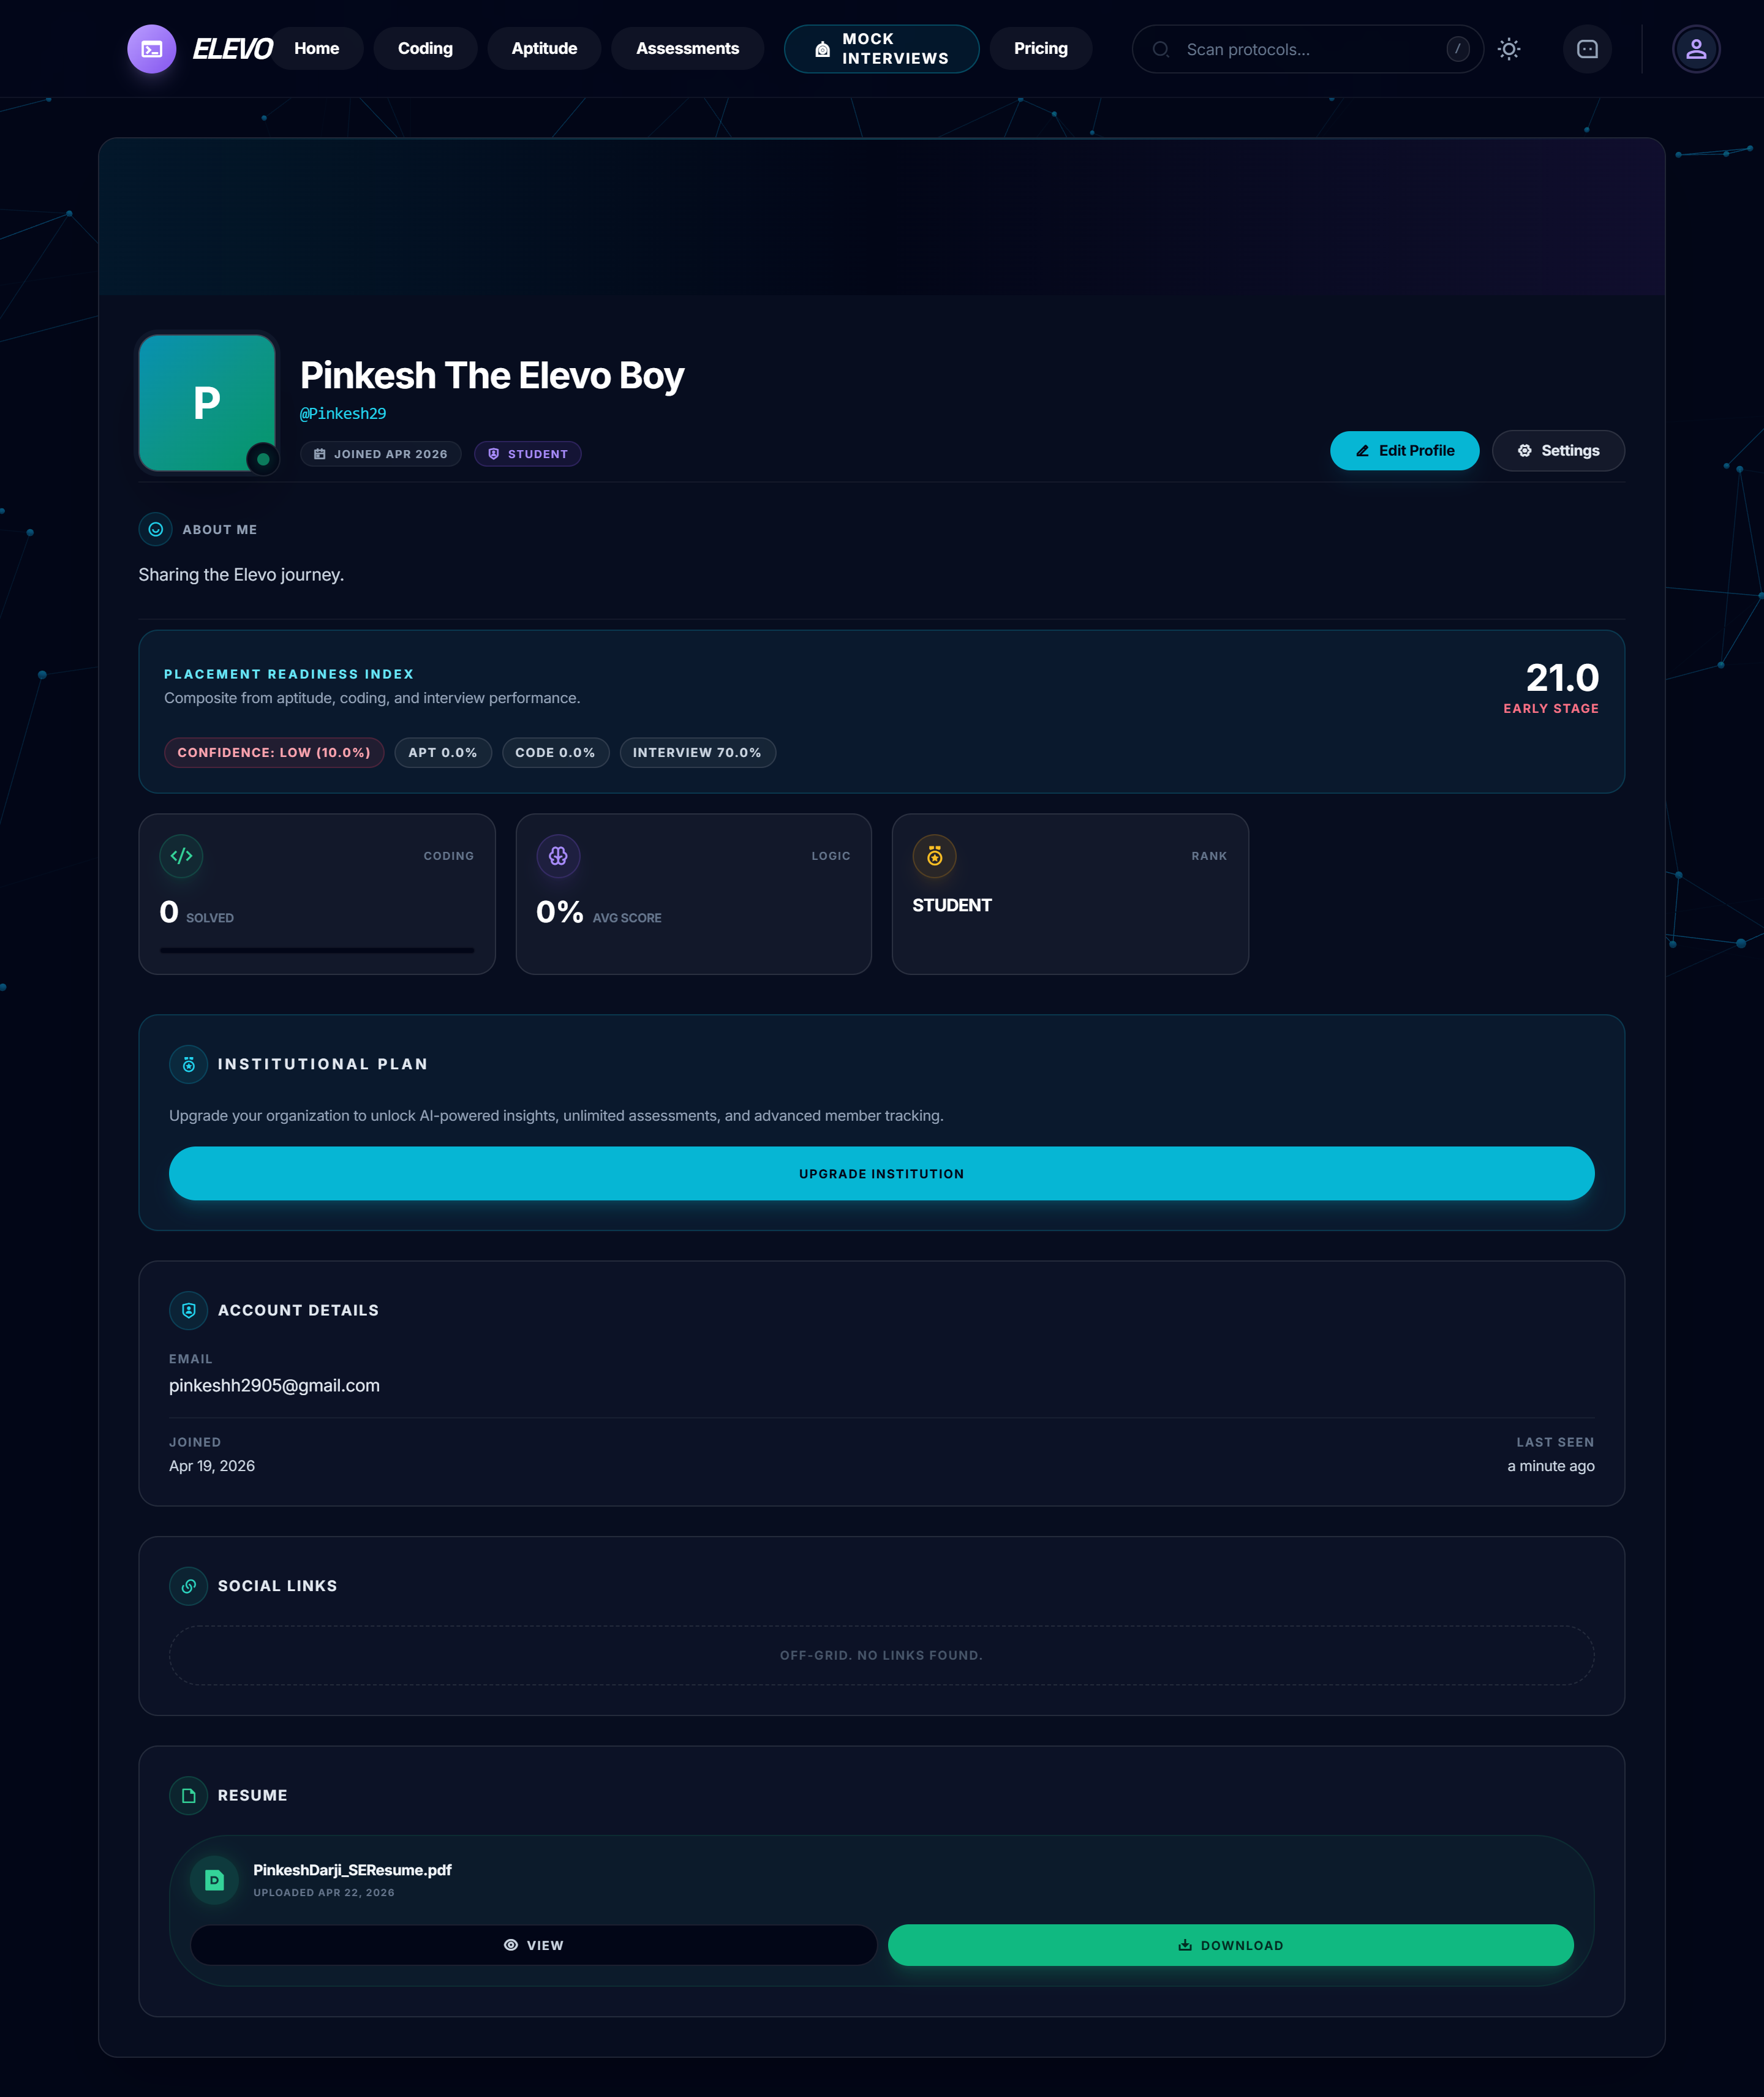 ELEVO
Home
Coding
Aptitude
Assessments
MOCK
INTERVIEWS
Pricing
Scan protocols...
/
P
Pinkesh The Elevo Boy
@Pinkesh29
JOINED APR 2026
STUDENT
Edit Profile
Settings
ABOUT ME
Sharing the Elevo journey.
PLACEMENT READINESS INDEX
Composite from aptitude, coding, and interview performance.
21.0
EARLY STAGE
CONFIDENCE: LOW (10.0%)
APT 0.0%
CODE 0.0%
INTERVIEW 70.0%
CODING
0 SOLVED
LOGIC
0% AVG SCORE
RANK
STUDENT
INSTITUTIONAL PLAN
Upgrade your organization to unlock AI-powered insights, unlimited assessments, and advanced member tracking.
UPGRADE INSTITUTION
ACCOUNT DETAILS
EMAIL
pinkeshh2905@gmail.com
JOINED
Apr 19, 2026
LAST SEEN
a minute ago
SOCIAL LINKS
OFF-GRID. NO LINKS FOUND.
RESUME
PinkeshDarji_SEResume.pdf
UPLOADED APR 22, 2026
VIEW
DOWNLOAD